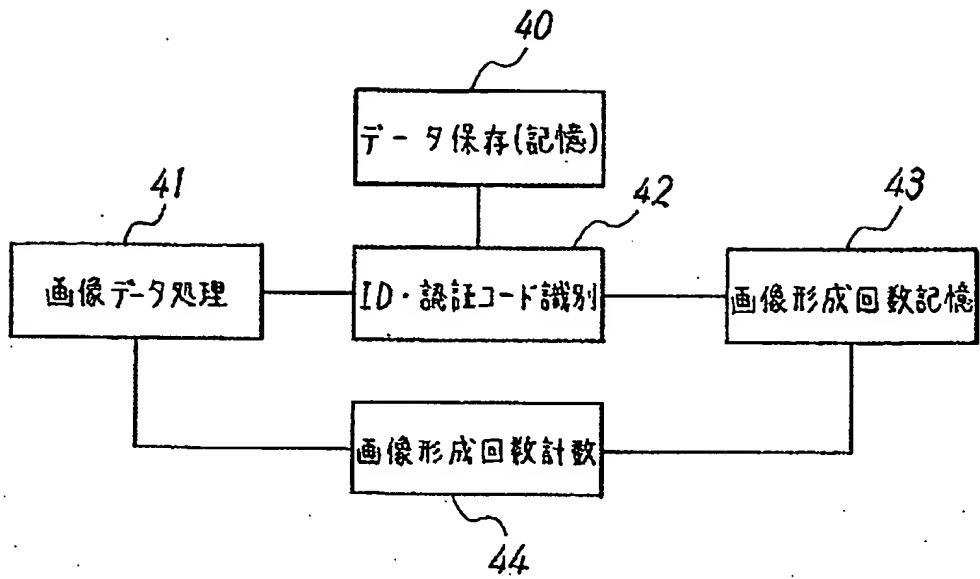 40
データ保存(記憶)
41
42
43
画像データ処理
ID・認証コード識別
画像形成回数記憶
画像形成回数計数
44